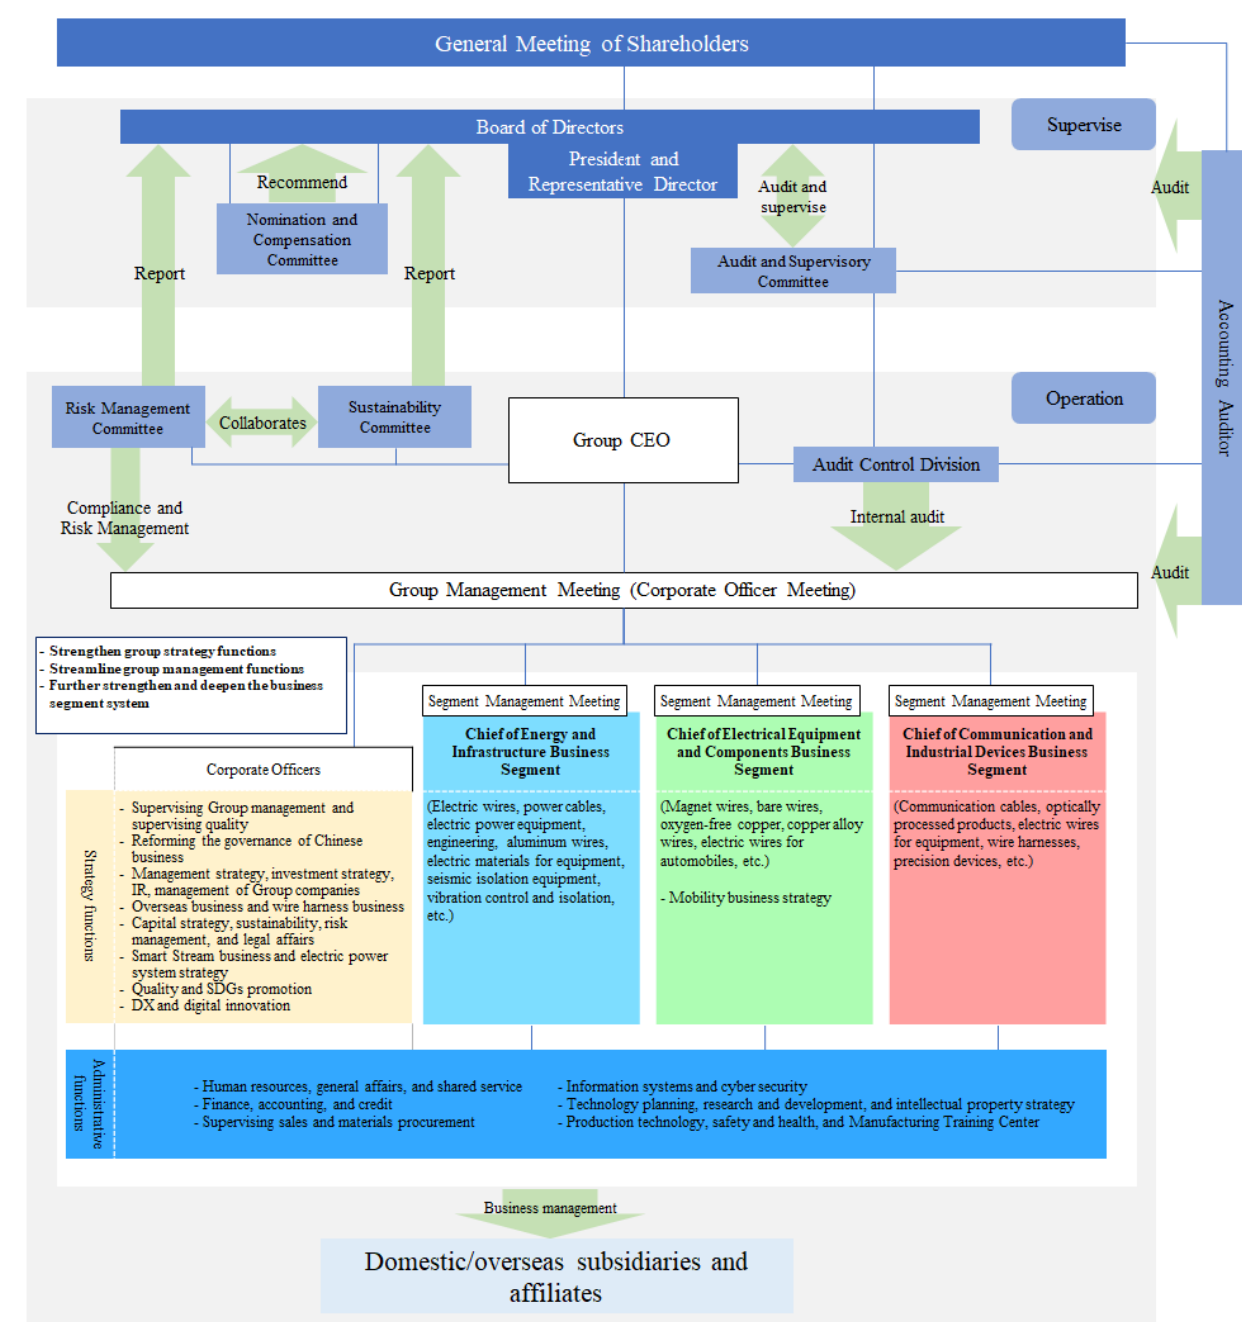 General Meeting of Shareholders
Board of Directors
Supervise
President and
Representative Director
Recommend
Audit and
supervise
Audit
Nomination and
Compensation
Committee
Report
Report
Audit and Supervisory
Committee
Accounting Auditor
Risk Management
Committee
Collaborates
Sustainability
Committee
Group CEO
Operation
Audit Control Division
Compliance and
Risk Management
Internal audit
Audit
Group Management Meeting (Corporate Officer Meeting)
- Strengthen group strategy functions
- Streamline group management functions
- Further strengthen and deepen the business
segment system
Segment Management Meeting
Segment Management Meeting
Segment Management Meeting
Corporate Officers
Strategy functions
- Supervising Group management and
supervising quality
- Reforming the governance of Chinese
business
- Management strategy, investment strategy,
IR, management of Group companies
- Overseas business and wire harness business
- Capital strategy, sustainability, risk
management, and legal affairs
- Smart Stream business and electric power
system strategy
- Quality and SDGs promotion
- DX and digital innovation
Chief of Energy and
Infrastructure Business
Segment
(Electric wires, power cables,
electric power equipment,
engineering, aluminum wires,
electric materials for equipment,
seismic isolation equipment,
vibration control and isolation,
etc.)
Chief of Electrical Equipment
and Components Business
Segment
(Magnet wires, bare wires,
oxygen-free copper, copper alloy
wires, electric wires for
automobiles, etc.)
- Mobility business strategy
Chief of Communication and
Industrial Devices Business
Segment
(Communication cables, optically
processed products, electric wires
for equipment, wire harnesses,
precision devices, etc.)
Administrative
functions
- Human resources, general affairs, and shared service
- Finance, accounting, and credit
- Supervising sales and materials procurement
- Information systems and cyber security
- Technology planning, research and development, and intellectual property strategy
- Production technology, safety and health, and Manufacturing Training Center
Business management
Domestic/overseas subsidiaries and
affiliates